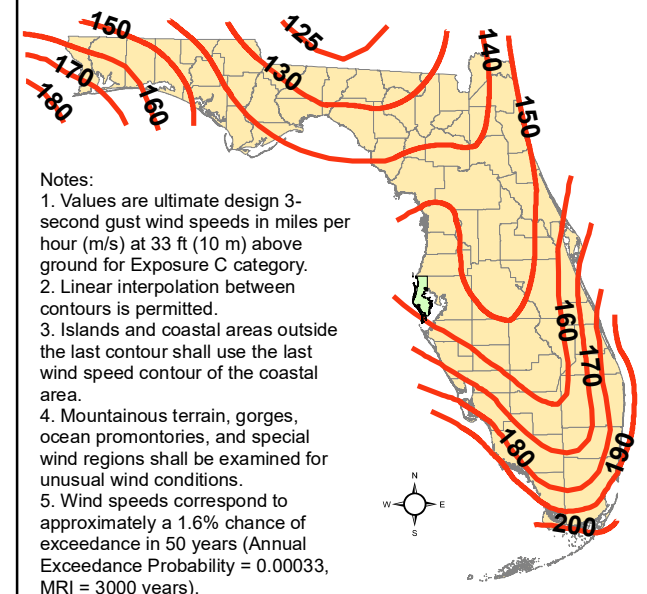 150
125
140
130
170
180
160
150
Notes:
1. Values are ultimate design 3-
second gust wind speeds in miles per
hour (m/s) at 33 ft (10 m) above
ground for Exposure C category.
2. Linear interpolation between
contours is permitted.
3. Islands and coastal areas outside
the last contour shall use the last
wind speed contour of the coastal
area.
4. Mountainous terrain, gorges,
ocean promontories, and special
wind regions shall be examined for
unusual wind conditions.
5. Wind speeds correspond to
approximately a 1.6% chance of
exceedance in 50 years (Annual
Exceedance Probability = 0.00033,
MRI = 3000 years).
160
170
180
190
200
N
W E
S